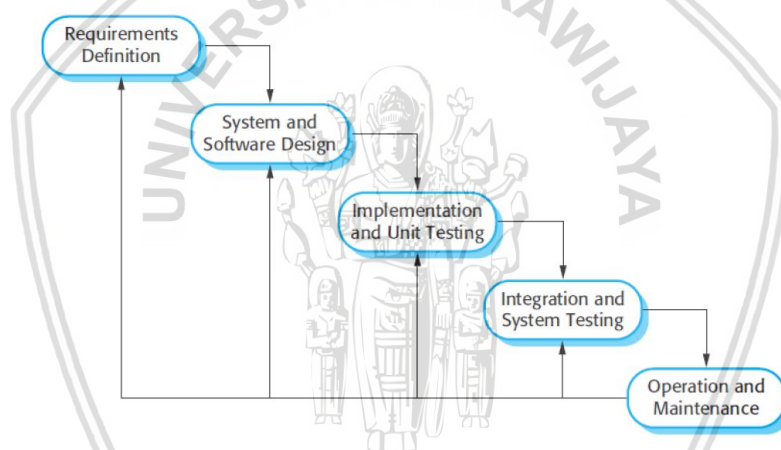 Requirements
Definition
System and
Software Design
Implementation
and Unit Testing
Integration and
System Testing
Operation and
Maintenance